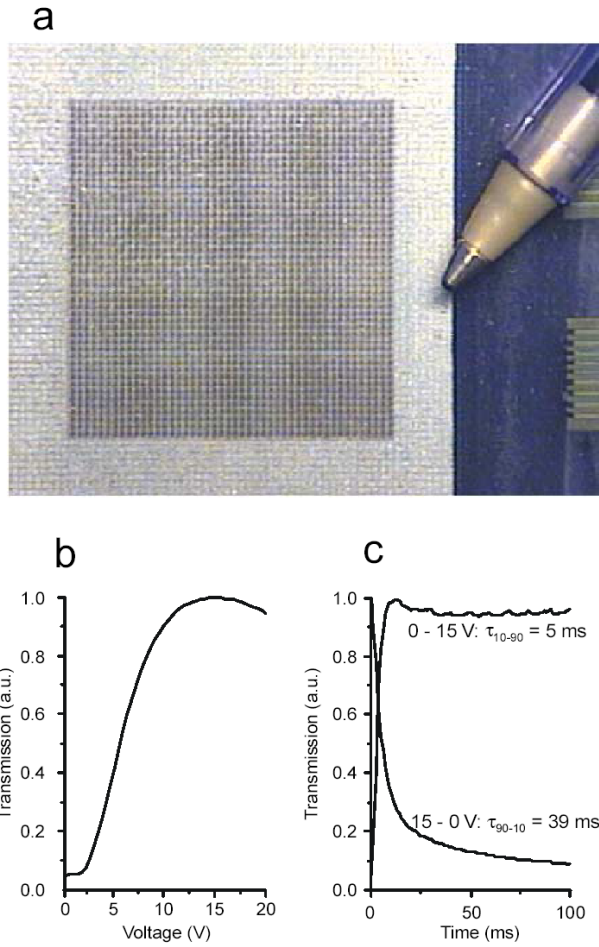 a
b
1.0
0.8
0.6
0.4
0.2
0.0
Transmission (a.u.)
0 5 10 15 20
Voltage (V)
c
1.0
0.8
0.6
0.4
0.2
0.0
Transmission (a.u.)
0 - 15 V: τ10-90 = 5 ms
15 - 0 V: τ90-10 = 39 ms
0 50 100
Time (ms)